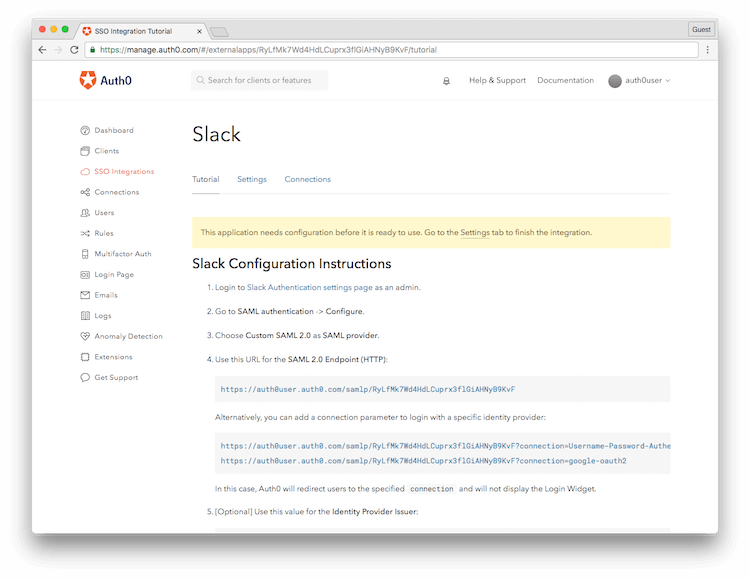 SSO Integration Tutorial
Guest
https://manage.auth0.com/#/externalapps/RyLfMk7Wd4HdLCuprx3flGiAHNyB9KvF/tutorial
Auth0
Search for clients or features
Help & Support
Documentation
auth0user
Dashboard
Clients
SSO Integrations
Connections
Users
Rules
Multifactor Auth
Login Page
Emails
Logs
Anomaly Detection
Extensions
Get Support
Slack
Tutorial
Settings
Connections
This application needs configuration before it is ready to use. Go to the Settings tab to finish the integration.
Slack Configuration Instructions
1. Login to Slack Authentication settings page as an admin.
2. Go to SAML authentication -> Configure.
3. Choose Custom SAML 2.0 as SAML provider.
4. Use this URL for the SAML 2.0 Endpoint (HTTP):
https://auth0user.auth0.com/samlp/RyLfMk7Wd4HdLCuprx3flGiAHNyB9KvF
Alternatively, you can add a connection parameter to login with a specific identity provider:
https://auth0user.auth0.com/samlp/RyLfMk7Wd4HdLCuprx3flGiAHNyB9KvF?connection=Username-Password-Authe
https://auth0user.auth0.com/samlp/RyLfMk7Wd4HdLCuprx3flGiAHNyB9KvF?connection=google-oauth2
In this case, Auth0 will redirect users to the specified connection and will not display the Login Widget.
5. [Optional] Use this value for the Identity Provider Issuer: